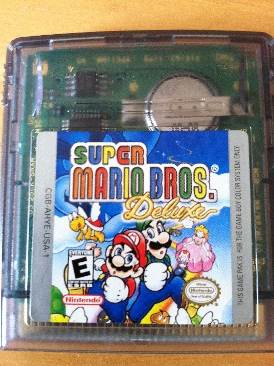 SUPER
MARIO BROS.®
Deluxe
CGB-AHYE-USA-1
THIS GAME PAK IS FOR THE GAME BOY COLOR SYSTEM ONLY
E
Nintendo
Nintendo